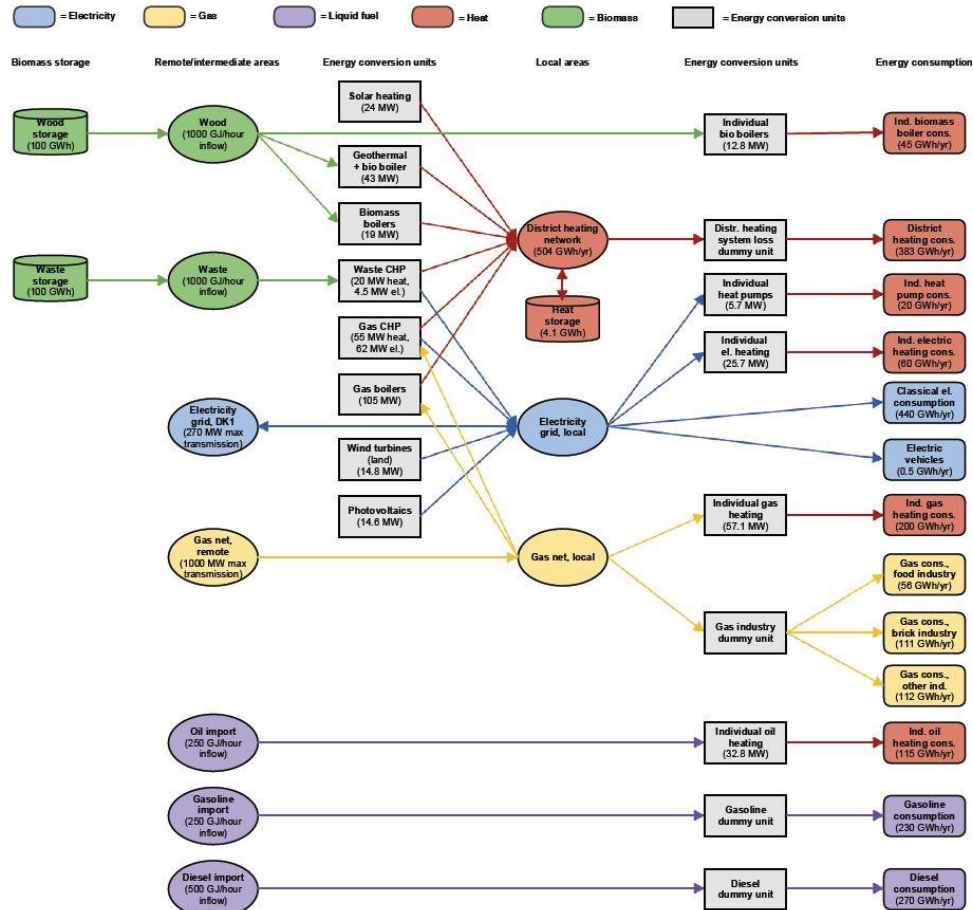 = Electricity
= Gas
= Liquid fuel
= Heat
= Biomass
= Energy conversion units
Biomass storage
Remote/intermediate areas
Energy conversion units
Local areas
Energy conversion units
Energy consumption
Solar heating
(24 MW)
Wood
storage
(100 GWh)
Wood
(1000 GJ/hour
inflow)
Individual
bio boilers
(12.8 MW)
Ind. biomass
boiler cons.
(45 GWh/yr)
Geothermal
+ bio boiler
(43 MW)
Biomass
boilers
(19 MW)
District heating
network
(504 GWh/yr)
Distr. heating
system loss
dummy unit
District
heating cons.
(383 GWh/yr)
Waste
storage
(100 GWh)
Waste
(1000 GJ/hour
inflow)
Waste CHP
(20 MW heat,
4.5 MW el.)
Individual
heat pumps
(5.7 MW)
Ind. heat
pump cons.
(20 GWh/yr)
Heat
storage
(4.1 GWh)
Gas CHP
(55 MW heat,
62 MW el.)
Individual
el. heating
(25.7 MW)
Ind. electric
heating cons.
(60 GWh/yr)
Gas boilers
(105 MW)
Classical el.
consumption
(440 GWh/yr)
Electricity
grid, DK1
(270 MW max
transmission)
Electricity
grid, local
Wind turbines
(land)
(14.8 MW)
Electric
vehicles
(0.5 GWh/yr)
Photovoltaics
(14.6 MW)
Individual gas
heating
(57.1 MW)
Ind. gas
heating cons.
(200 GWh/yr)
Gas net,
remote
(1000 MW max
transmission)
Gas net, local
Gas cons.,
food industry
(56 GWh/yr)
Gas industry
dummy unit
Gas cons.,
brick industry
(111 GWh/yr)
Gas cons.,
other ind.
(112 GWh/yr)
Oil import
(250 GJ/hour
inflow)
Individual oil
heating
(32.8 MW)
Ind. oil
heating cons.
(115 GWh/yr)
Gasoline
import
(250 GJ/hour
inflow)
Gasoline
dummy unit
Gasoline
consumption
(230 GWh/yr)
Diesel import
(500 GJ/hour
inflow)
Diesel
dummy unit
Diesel
consumption
(270 GWh/yr)